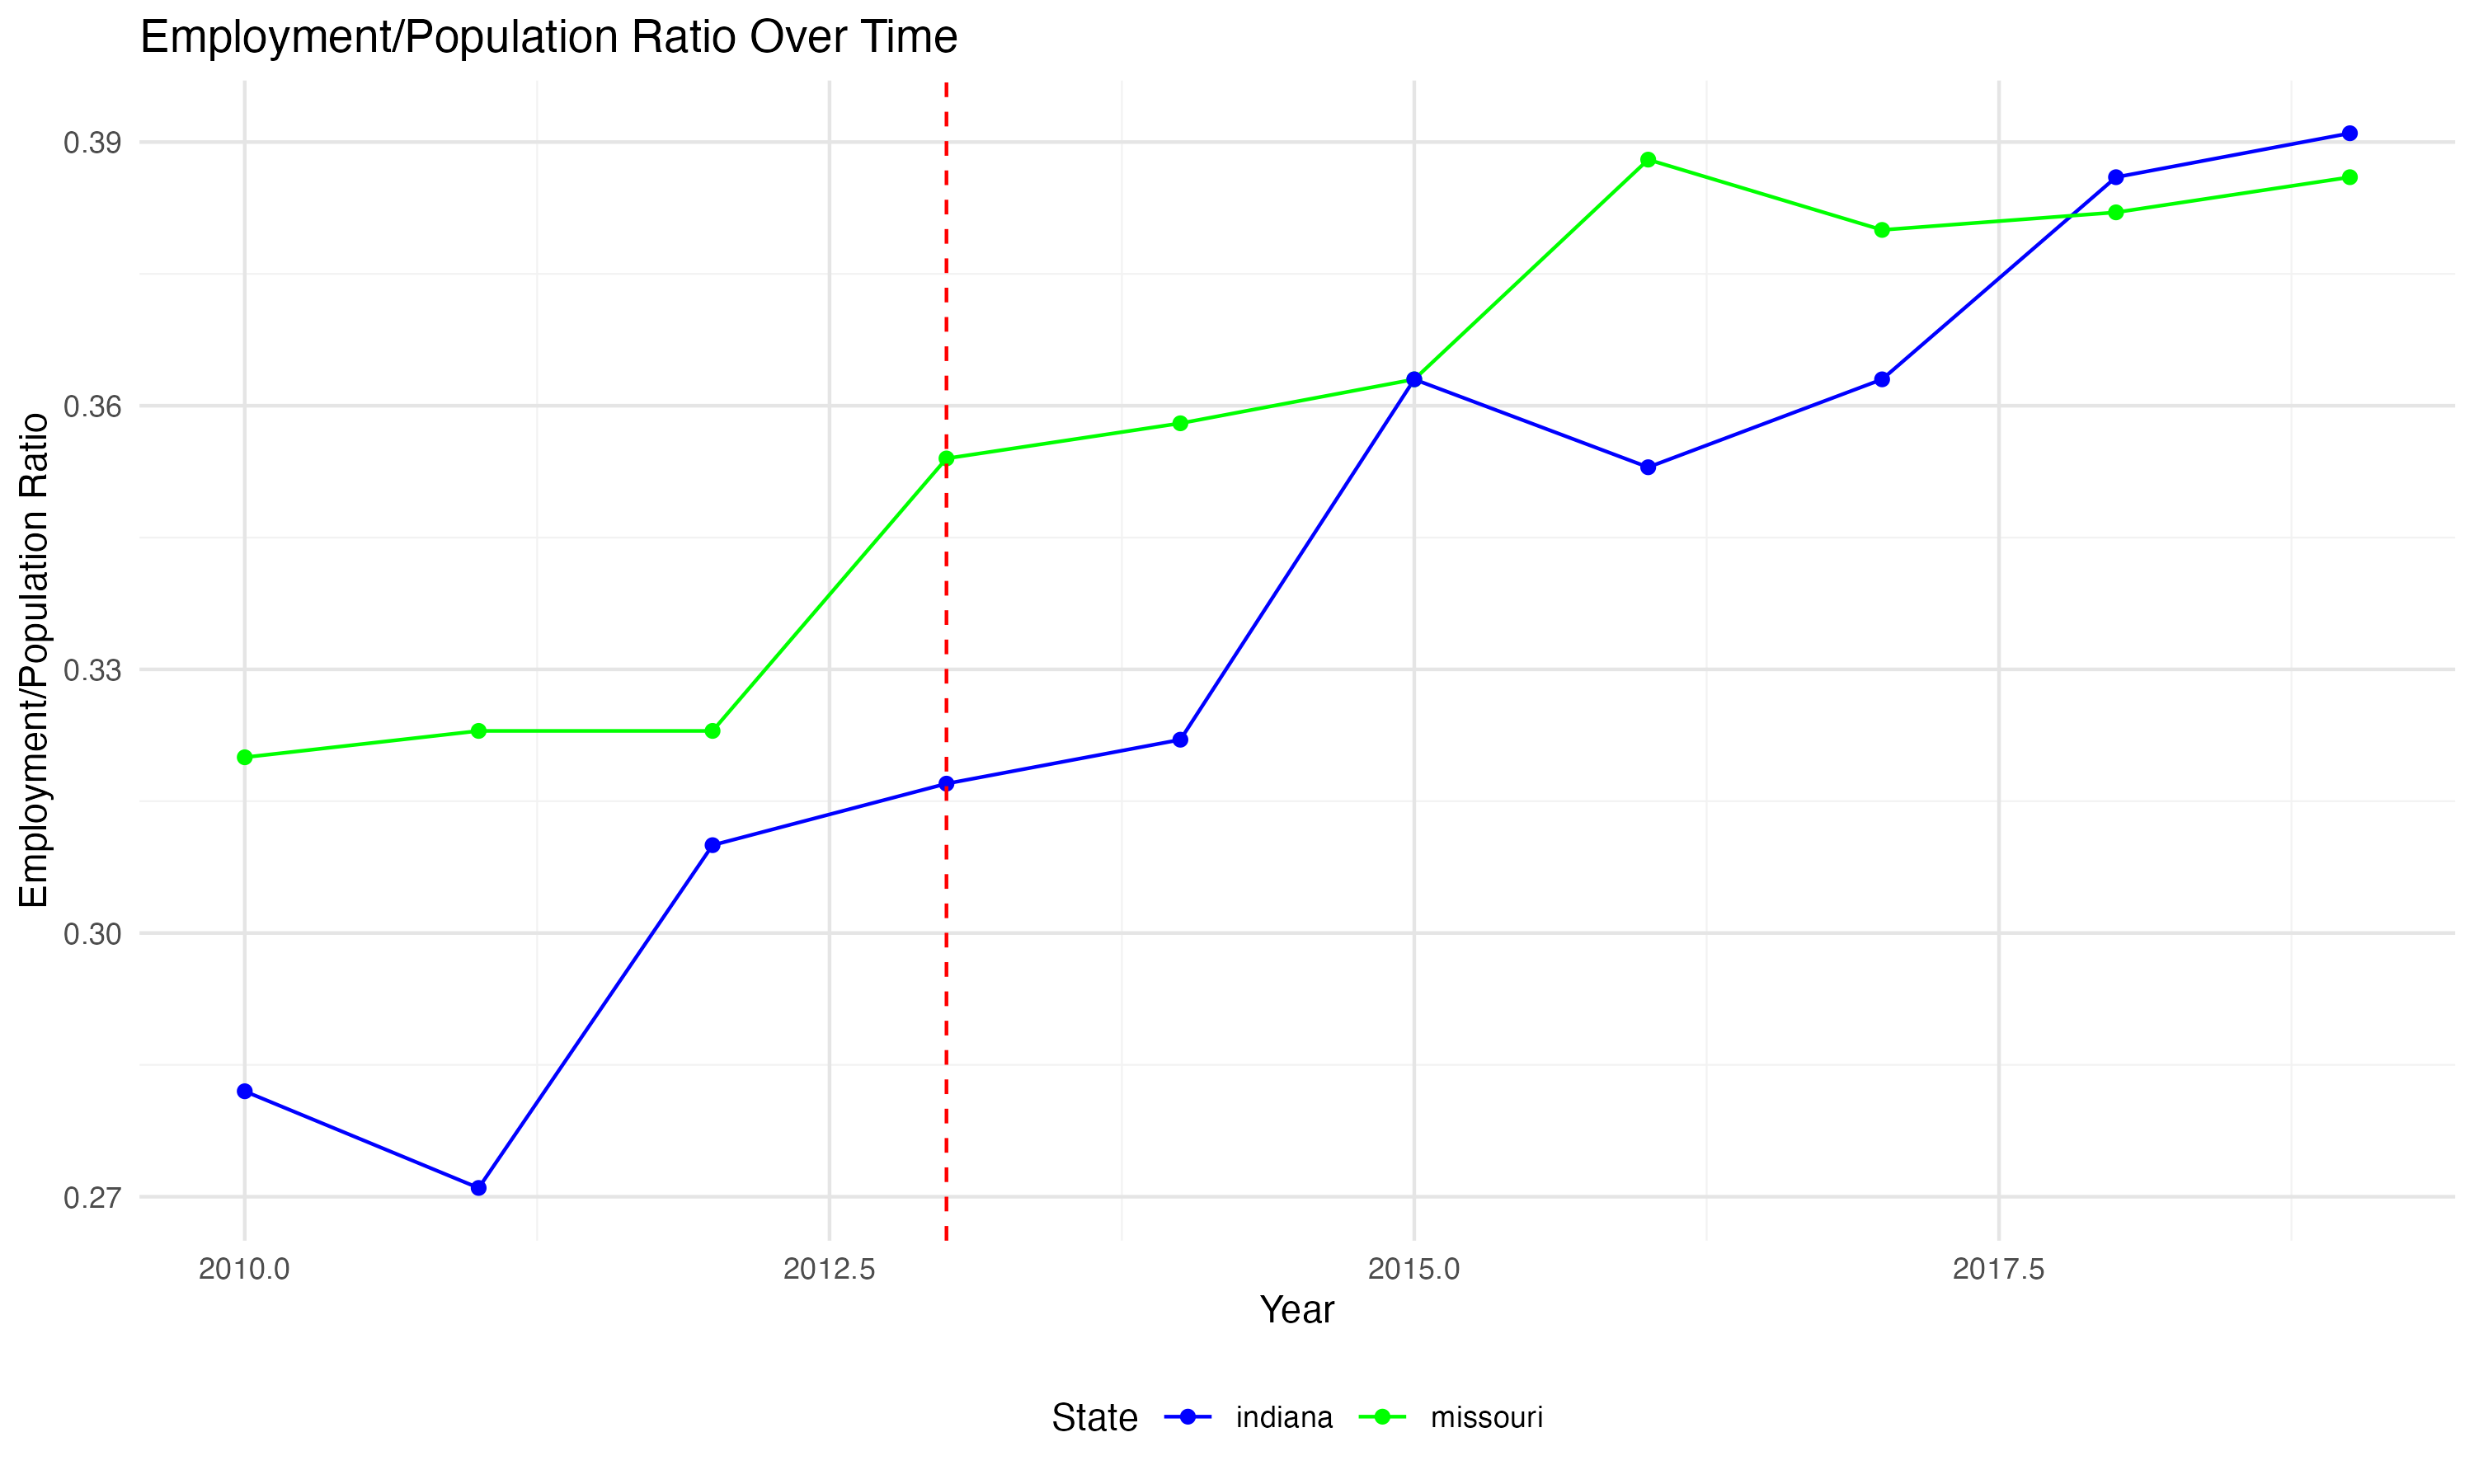 Employment/Population Ratio Over Time
Employment/Population Ratio
0.39
0.36
0.33
0.30
0.27
2010.0 2012.5 2015.0 2017.5
Year
State indiana missouri